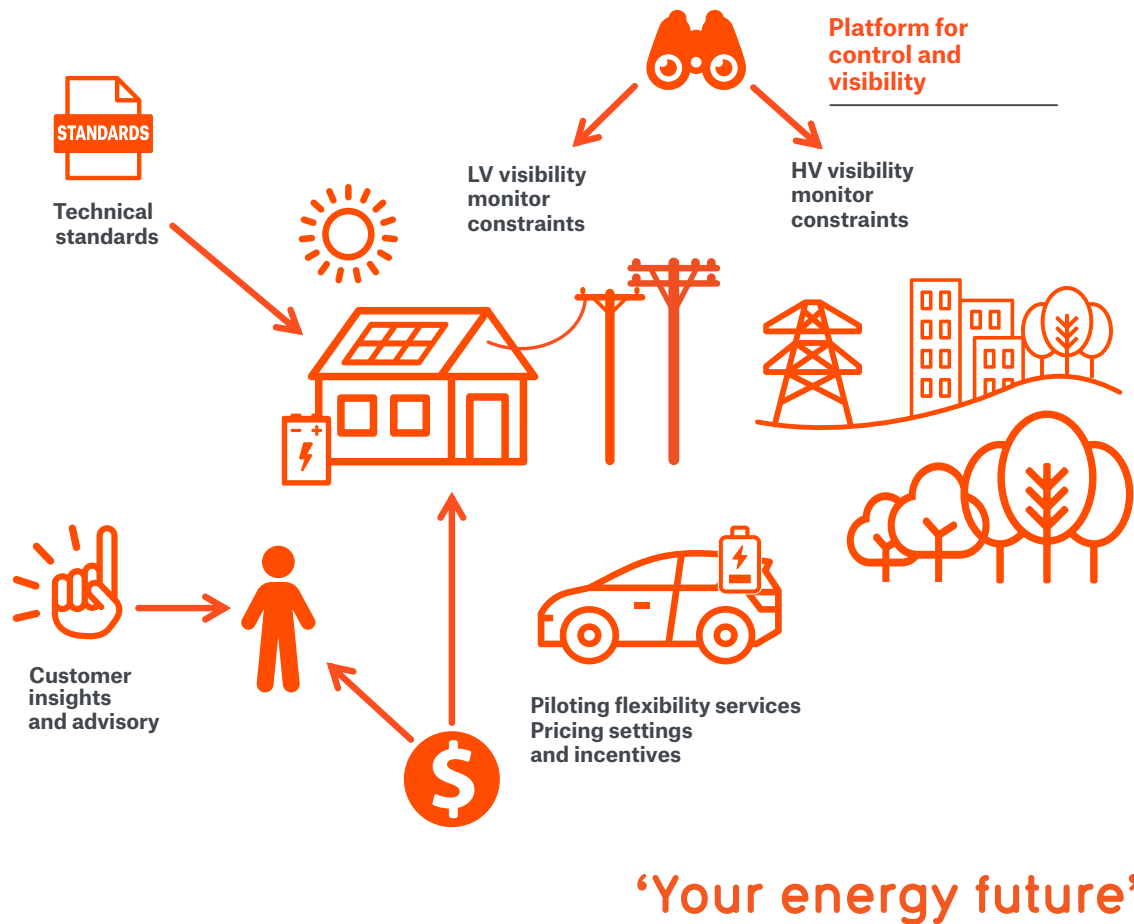 Platform for
control and
visibility
STANDARDS
Technical
standards
LV visibility
monitor
constraints
HV visibility
monitor
constraints
- +
Customer
insights
and advisory
$
Piloting flexibility services
Pricing settings
and incentives
‘Your energy future’